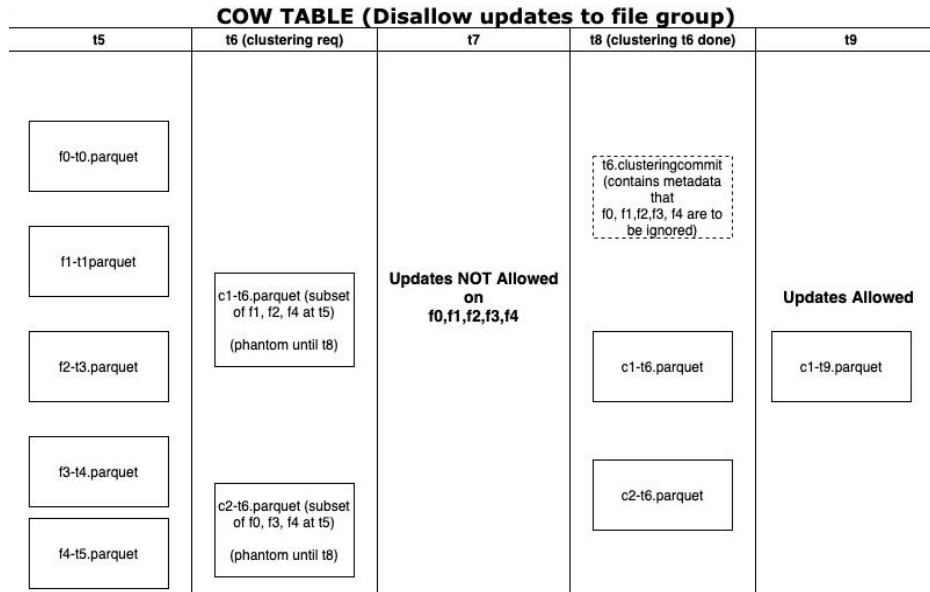 COW TABLE (Disallow updates to file group)
t5
t6 (clustering req)
t7
t8 (clustering t6 done)
t9
f0-t0.parquet
f1-t1parquet
f2-t3.parquet
f3-t4.parquet
f4-t5.parquet
c1-t6.parquet (subset
of f1, f2, f4 at t5)
(phantom until t8)
c2-t6.parquet (subset
of f0, f3, f4 at t5)
(phantom until t8)
Updates NOT Allowed
on
f0,f1,f2,f3,f4
t6.clusteringcommit
(contains metadata
that
f0, f1,f2,f3, f4 are to
be ignored)
c1-t6.parquet
c2-t6.parquet
Updates Allowed
c1-t9.parquet